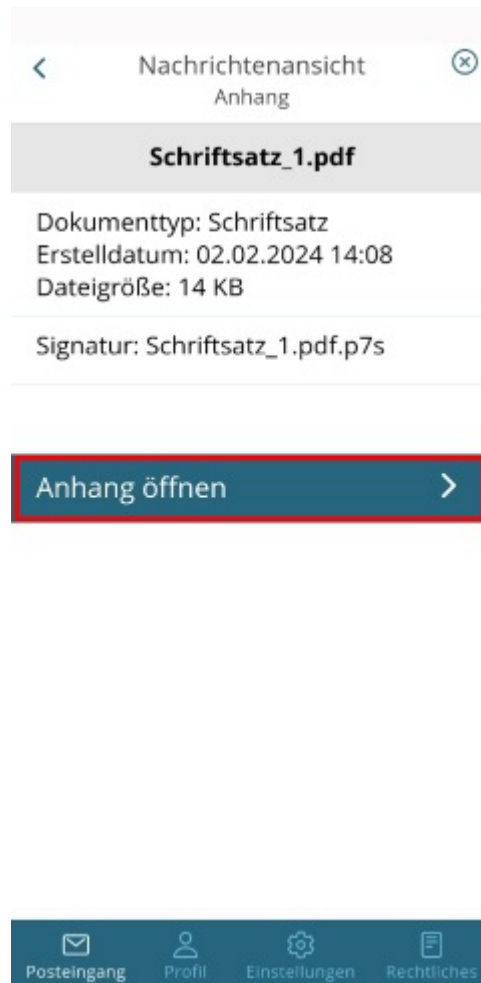 Nachrichtenansicht
Anhang
Schriftsatz_1.pdf
Dokumenttyp: Schriftsatz
Erstelldatum: 02.02.2024 14:08
Dateigröße: 14 KB
Signatur: Schriftsatz_1.pdf.p7s
Anhang öffnen
Posteingang Profil Einstellungen Rechtliches